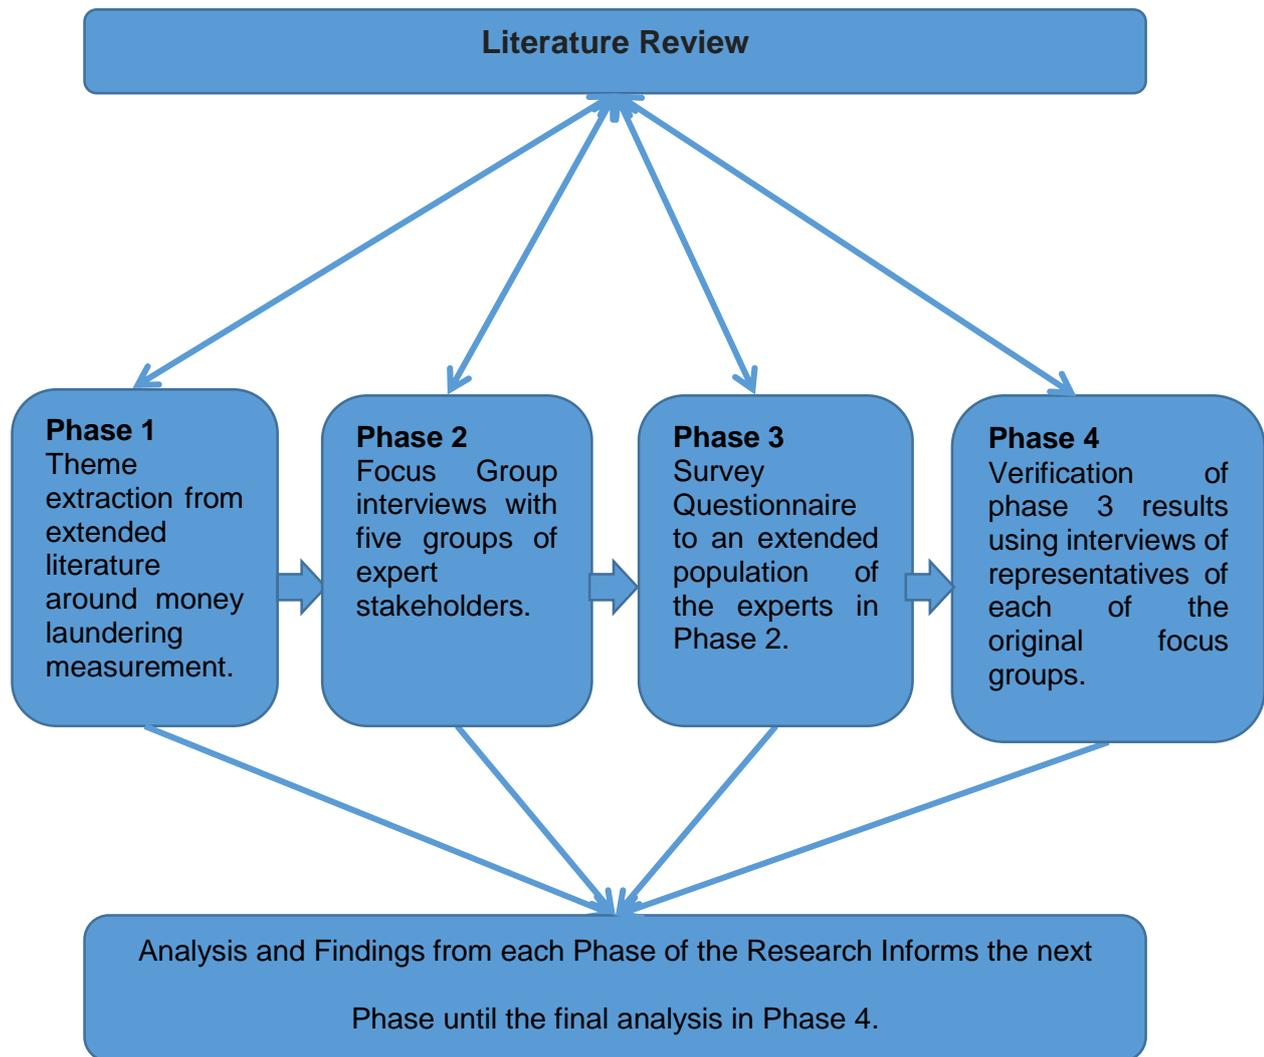 Literature Review
Phase 1
Theme
extraction from
extended
literature
around money
laundering
measurement.
Phase 2
Focus Group
interviews with
five groups of
expert
stakeholders.
Phase 3
Survey
Questionnaire
to an extended
population of
the experts in
Phase 2.
Phase 4
Verification of
phase 3 results
using interviews of
representatives of
each of the
original focus
groups.
Analysis and Findings from each Phase of the Research Informs the next
Phase until the final analysis in Phase 4.